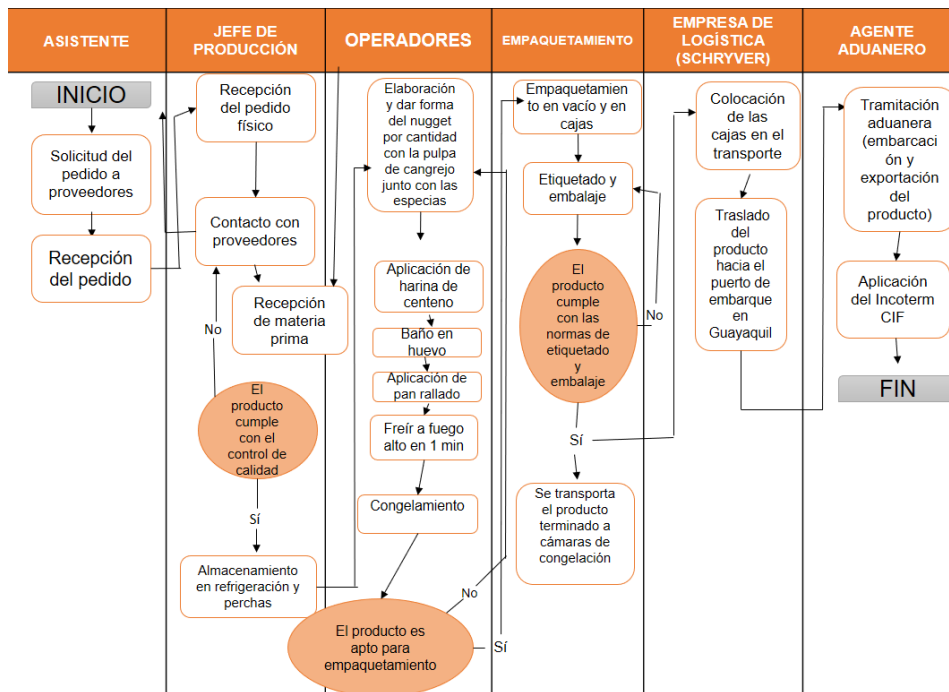 ASISTENTE
JEFE DE
PRODUCCIÓN
OPERADORES
EMPAQUETAMIENTO
EMPRESA DE
LOGÍSTICA
(SCHRYVER)
AGENTE
ADUANERO
INICIO
Solicitud del
pedido a
proveedores
Recepción
del pedido
Recepción
del pedido
físico
Contacto con
proveedores
Recepción
de materia
prima
No
El
producto
cumple
con el
control de
calidad
Sí
Almacenamiento
en refrigeración y
perchas
Elaboración
y dar forma
del nugget
por cantidad
con la pulpa
de cangrejo
junto con las
especias
Aplicación de
harina de
centeno
Baño en
huevo
Aplicación de
pan rallado
Freír a fuego
alto en 1 min
Congelamiento
No
El producto es
apto para
empaquetamiento
Sí
Empaquetamie
nto en vacío y en
cajas
Etiquetado y
embalaje
El
producto
cumple
con las
normas de
etiquetado
y
embalaje
No
Sí
Se transporta
el producto
terminado a
cámaras de
congelación
Colocación
de las
cajas en el
transporte
Traslado
del
producto
hacia el
puerto de
embarque
en
Guayaquil
Tramitación
aduanera
(embarcaci
ón y
exportación
del
producto)
Aplicación
del Incoterm
CIF
FIN